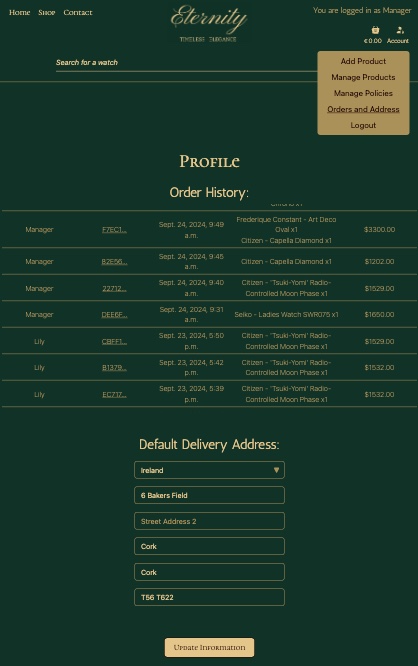 Home Shop Contact
Eternity
TIMELESS ELEGANCE
You are logged in as Manager
€0.00 Account
Search for a watch
Add Product
Manage Products
Manage Policies
Orders and Address
Logout
Profile
Order History:
Manager F7EC1... Sept. 24, 2024, 9:49 a.m. Frederique Constant - Art Deco Oval x1 Citizen - Capella Diamond x1 $3300.00
Manager 82E56... Sept. 24, 2024, 9:45 a.m. Citizen - Capella Diamond x1 $1202.00
Manager 22712... Sept. 24, 2024, 9:40 a.m. Citizen - 'Tsuki-Yomi' Radio-Controlled Moon Phase x1 $1529.00
Manager DEE6F... Sept. 24, 2024, 9:31 a.m. Seiko - Ladies Watch SWR075 x1 $1650.00
Lily CBFF1... Sept. 23, 2024, 5:50 p.m. Citizen - 'Tsuki-Yomi' Radio-Controlled Moon Phase x1 $1529.00
Lily B1379... Sept. 23, 2024, 5:42 p.m. Citizen - 'Tsuki-Yomi' Radio-Controlled Moon Phase x1 $1532.00
Lily EC717... Sept. 23, 2024, 5:39 p.m. Citizen - 'Tsuki-Yomi' Radio-Controlled Moon Phase x1 $1532.00
Default Delivery Address:
Ireland
6 Bakers Field
Street Address 2
Cork
Cork
T56 T622
Update Information